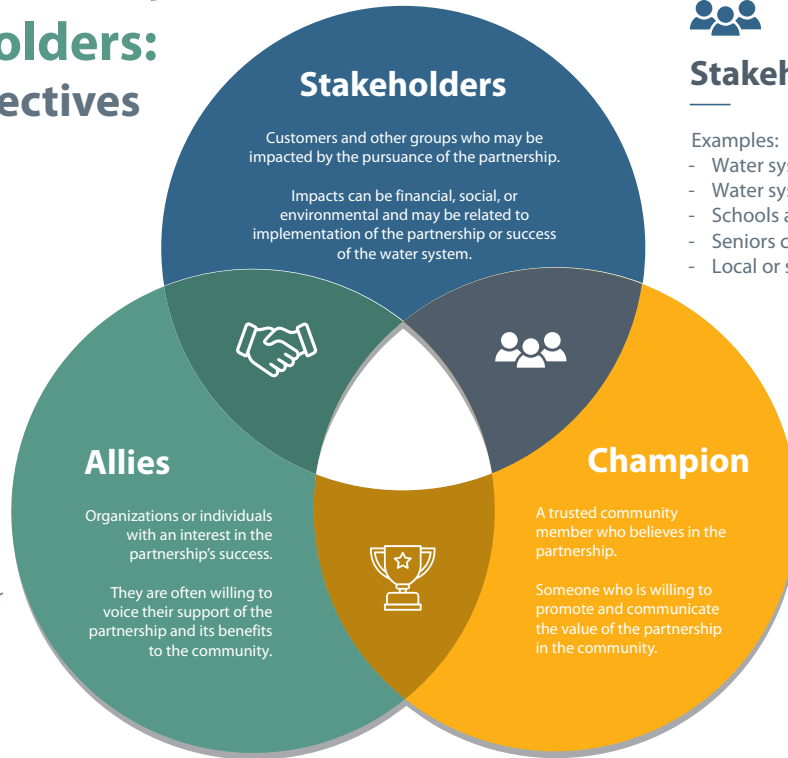 olders:
ectives
Stakeholders
Customers and other groups who may be
impacted by the pursuance of the partnership.
Impacts can be financial, social, or
environmental and may be related to
implementation of the partnership or success
of the water system.
Stakeh
Examples:
- Water sys
- Water sys
- Schools a
- Seniors c
- Local or s
Allies
Organizations or individuals
with an interest in the
partnership's success.
They are often willing to
voice their support of the
partnership and its benefits
to the community.
Champion
A trusted community
member who believes in the
partnership.
Someone who is willing to
promote and communicate
the value of the partnership
in the community.